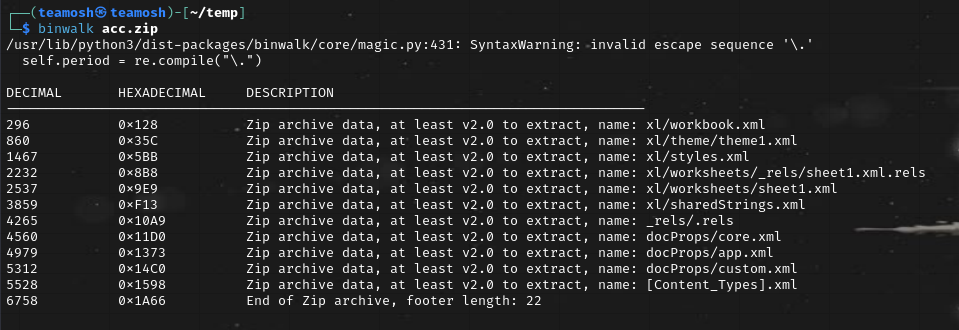 ┌──(teamosh㉿teamosh)-[~/temp]
└─$ binwalk acc.zip
/usr/lib/python3/dist-packages/binwalk/core/magic.py:431: SyntaxWarning: invalid escape sequence '\.'
  self.period = re.compile("\.")

DECIMAL       HEXADECIMAL     DESCRIPTION
--------------------------------------------------------------------------------
296           0×128           Zip archive data, at least v2.0 to extract, name: xl/workbook.xml
860           0×35C           Zip archive data, at least v2.0 to extract, name: xl/theme/theme1.xml
1467          0×5BB           Zip archive data, at least v2.0 to extract, name: xl/styles.xml
2232          0×8B8           Zip archive data, at least v2.0 to extract, name: xl/worksheets/_rels/sheet1.xml.rels
2537          0×9E9           Zip archive data, at least v2.0 to extract, name: xl/worksheets/sheet1.xml
3859          0×F13           Zip archive data, at least v2.0 to extract, name: xl/sharedStrings.xml
4265          0×10A9          Zip archive data, at least v2.0 to extract, name: _rels/.rels
4560          0×11D0          Zip archive data, at least v2.0 to extract, name: docProps/core.xml
4979          0×1373          Zip archive data, at least v2.0 to extract, name: docProps/app.xml
5312          0×14C0          Zip archive data, at least v2.0 to extract, name: docProps/custom.xml
5528          0×1598          Zip archive data, at least v2.0 to extract, name: [Content_Types].xml
6758          0×1A66          End of Zip archive, footer length: 22